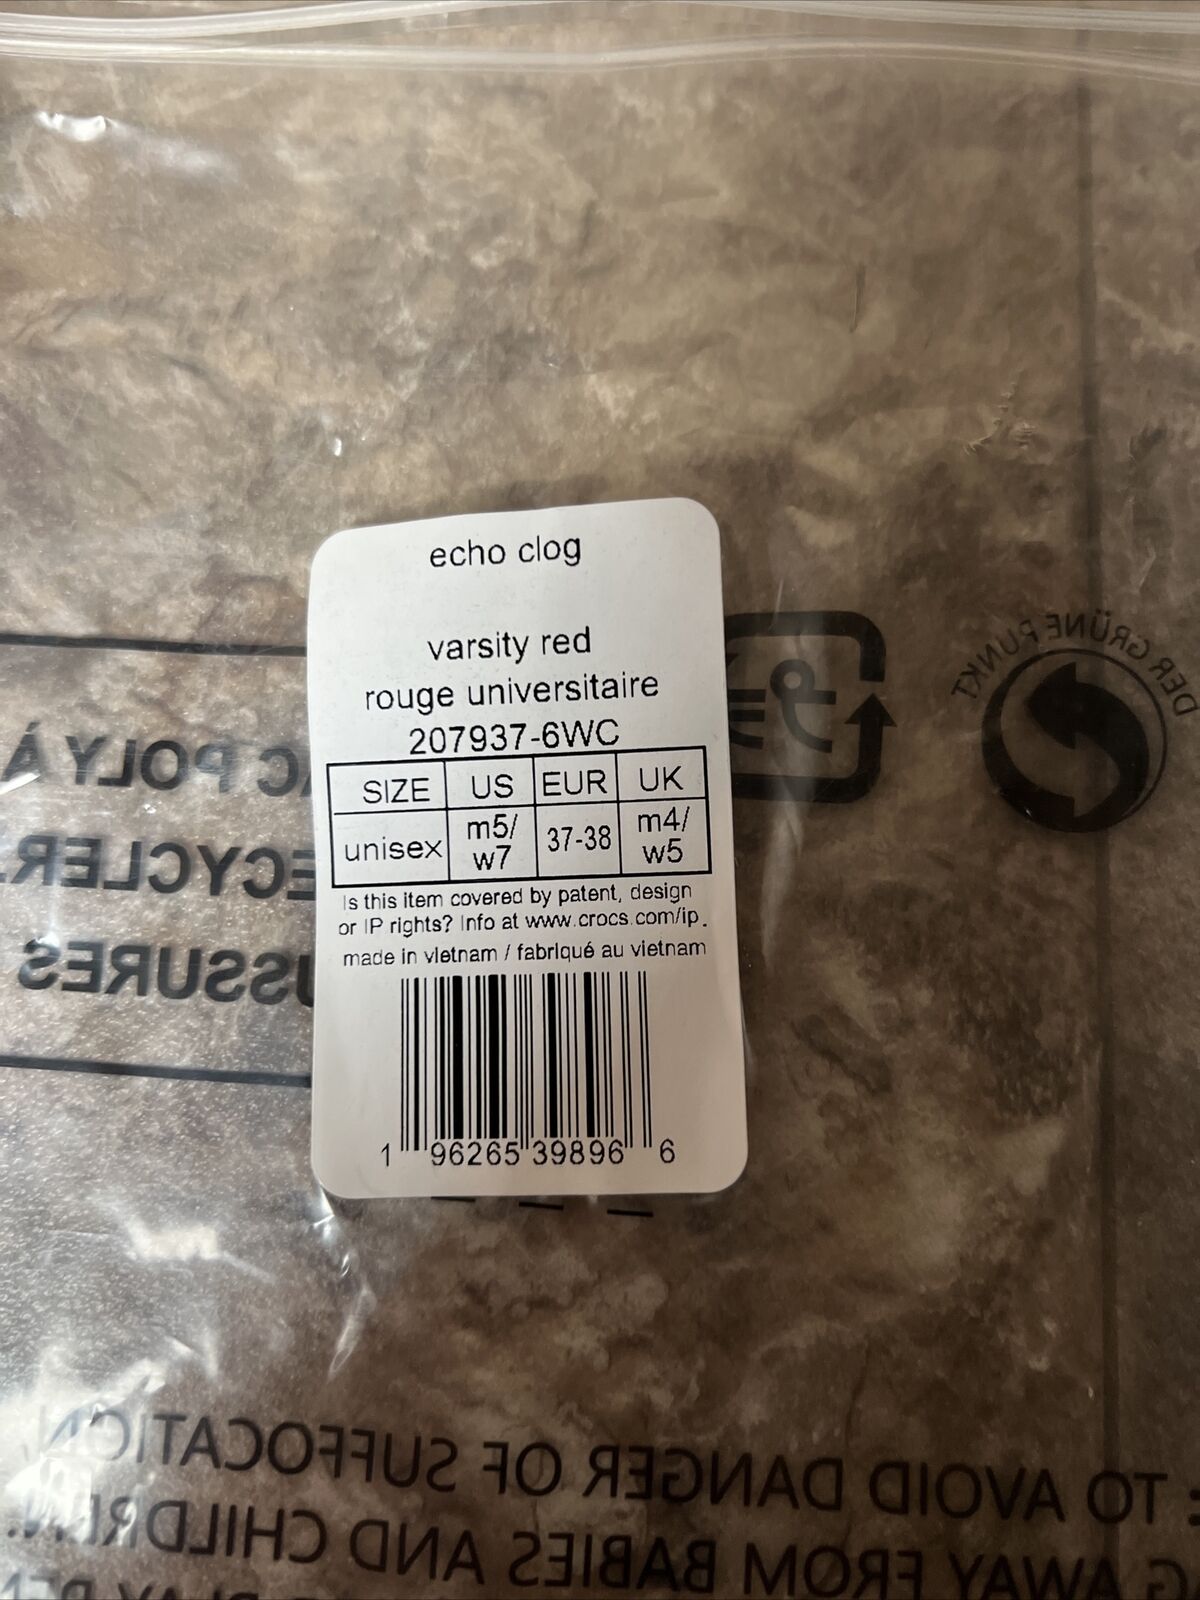 echo clog
varsity red
rouge universitaire
207937-6WC
SIZE US EUR UK
unisex m5/ w7 37-38 m4/ w5
Is this item covered by patent, design
or IP rights? Info at www.crocs.com/ip.
made in vietnam / fabriqué au vietnam
1 96265 39896 6
DER GRÜNE PUNKT
POLY À
RECYCLER.
TO AVOID DANGER OF SUFFOCATION,
AWAY FROM BABIES AND CHILDREN.